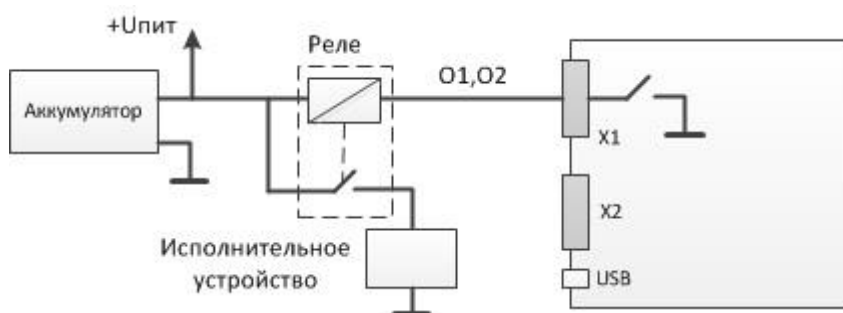 +Uпит
Реле
Аккумулятор
O1,O2
X1
X2
Исполнительное
устройство
USB